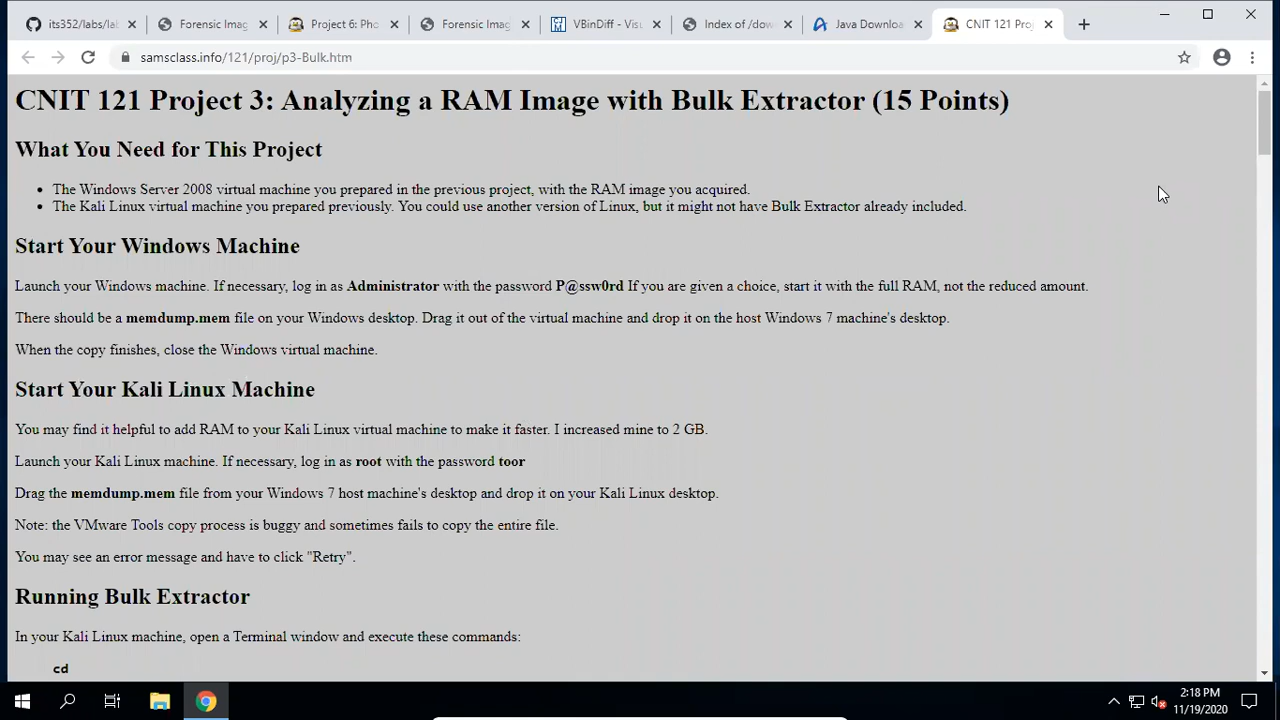 its352/labs/lab
Forensic Imag
Project 6: Pho
Forensic Imag
VBinDiff - Visu
Index of /dow
Java Downloa
CNIT 121 Proj
samsclass.info/121/proj/p3-Bulk.htm
CNIT 121 Project 3: Analyzing a RAM Image with Bulk Extractor (15 Points)
What You Need for This Project
• The Windows Server 2008 virtual machine you prepared in the previous project, with the RAM image you acquired.
• The Kali Linux virtual machine you prepared previously. You could use another version of Linux, but it might not have Bulk Extractor already included.
Start Your Windows Machine
Launch your Windows machine. If necessary, log in as Administrator with the password P@ssw0rd If you are given a choice, start it with the full RAM, not the reduced amount.
There should be a memdump.mem file on your Windows desktop. Drag it out of the virtual machine and drop it on the host Windows 7 machine's desktop.
When the copy finishes, close the Windows virtual machine.
Start Your Kali Linux Machine
You may find it helpful to add RAM to your Kali Linux virtual machine to make it faster. I increased mine to 2 GB.
Launch your Kali Linux machine. If necessary, log in as root with the password toor
Drag the memdump.mem file from your Windows 7 host machine's desktop and drop it on your Kali Linux desktop.
Note: the VMware Tools copy process is buggy and sometimes fails to copy the entire file.
You may see an error message and have to click "Retry".
Running Bulk Extractor
In your Kali Linux machine, open a Terminal window and execute these commands:
cd
2:18 PM
11/19/2020